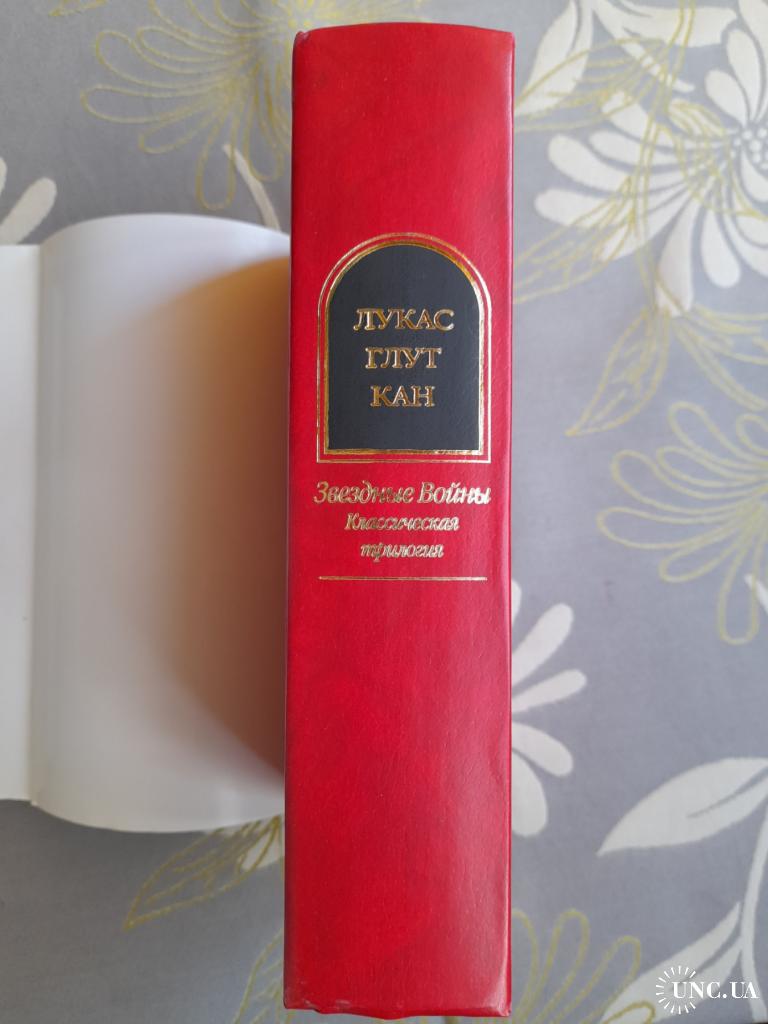 ЛУКАС
ГЛУТ
КАН
Звездные Войны
Классическая
трилогия
UNC.UA